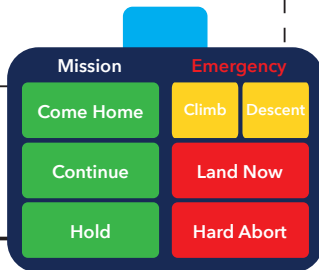 Mission
Emergency
Come Home
Climb
Descent
Continue
Land Now
Hold
Hard Abort